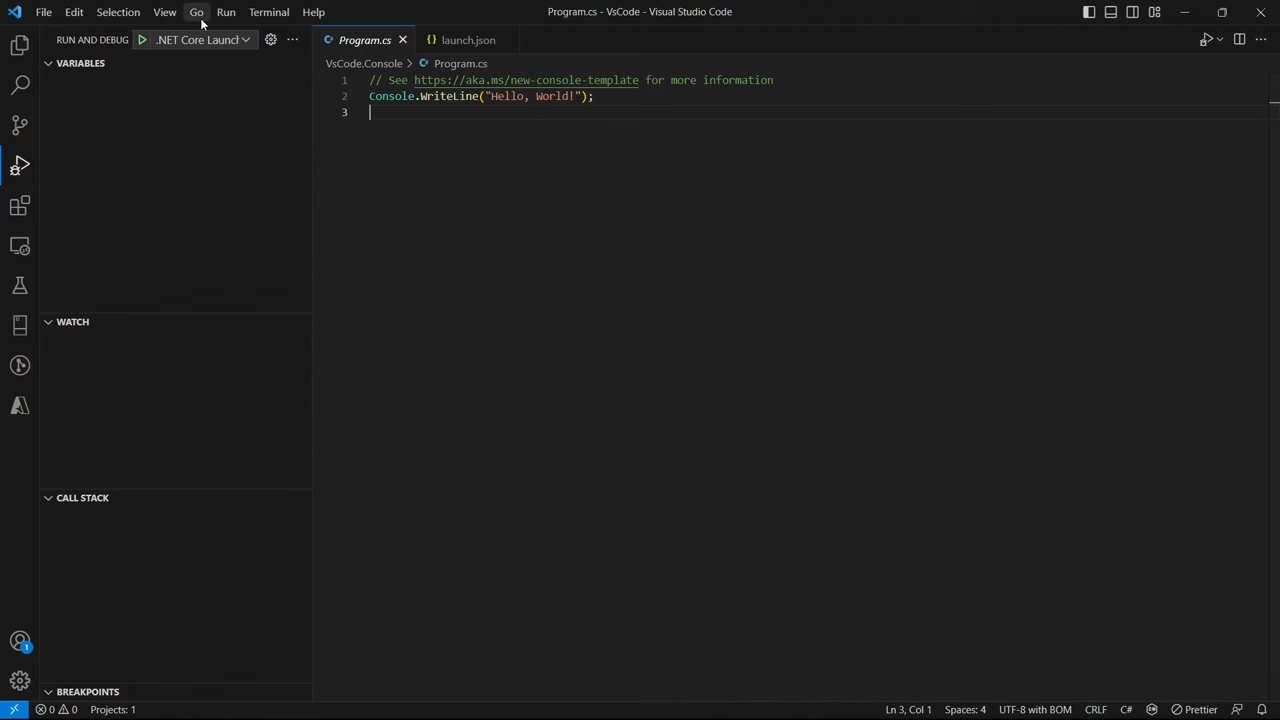 File Edit Selection View Go Run Terminal Help
Program.cs - VsCode - Visual Studio Code
RUN AND DEBUG
.NET Core Launch
Program.cs
launch.json
VsCode.Console > Program.cs
VARIABLES
1 // See https://aka.ms/new-console-template for more information
2 Console.WriteLine("Hello, World!");
3
WATCH
CALL STACK
1
BREAKPOINTS
0 0 Projects: 1
Ln 3, Col 1 Spaces: 4 UTF-8 with BOM CRLF C# Prettier